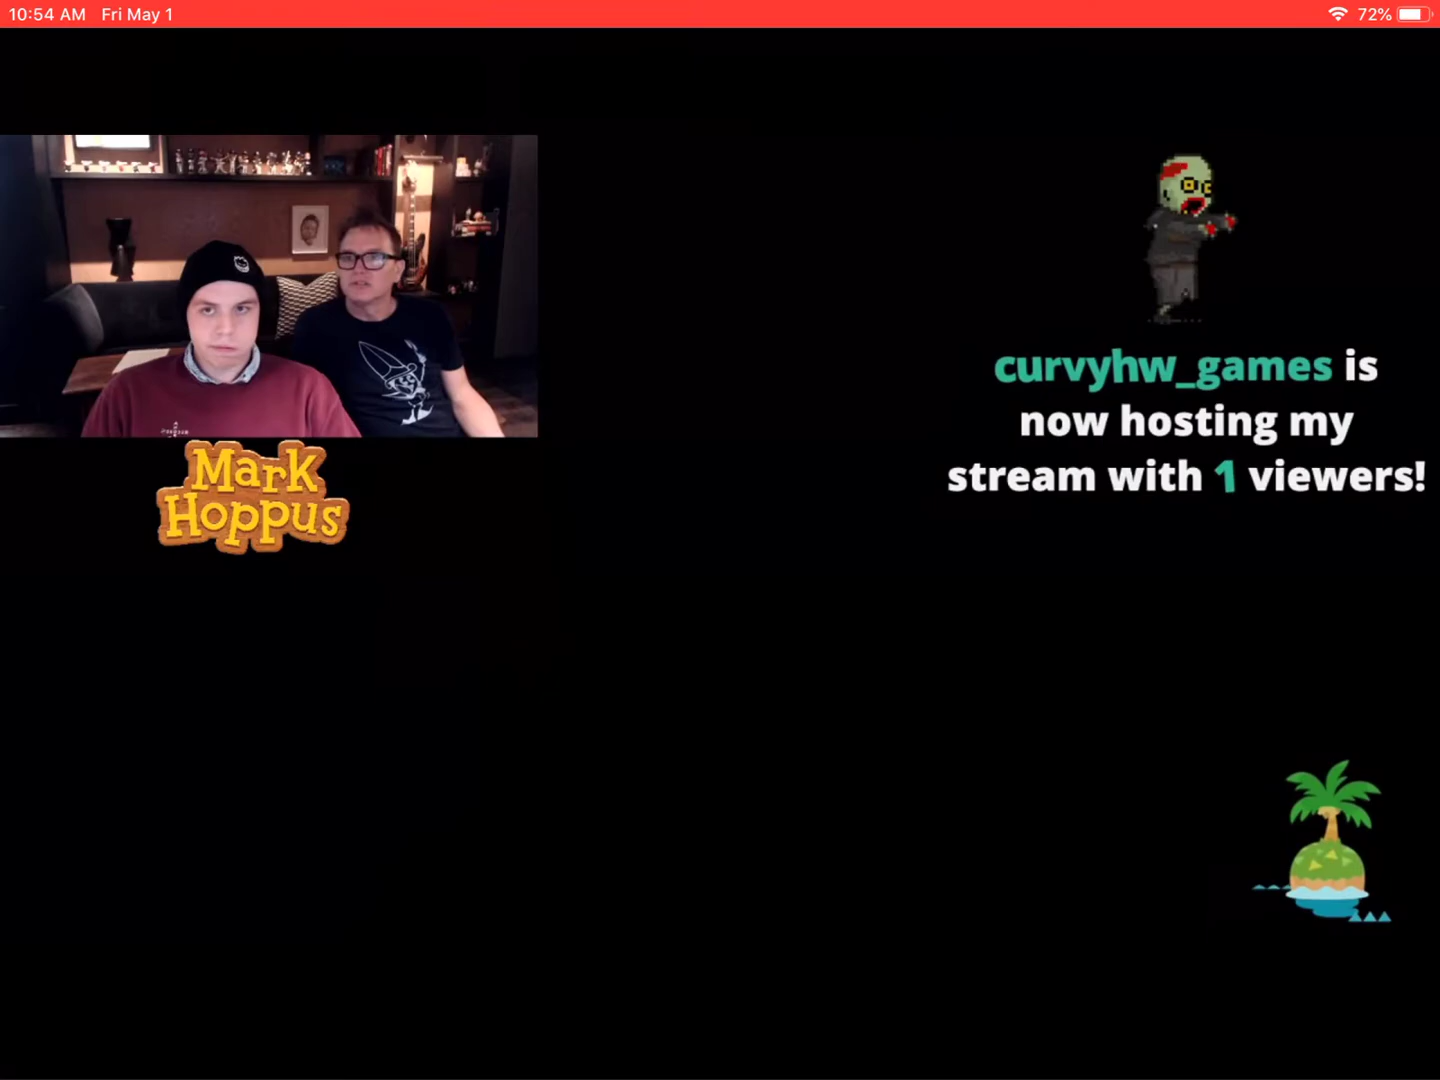 10:54 AM Fri May 1
72%
Mark
Hoppus
curvyhw_games is
now hosting my
stream with 1 viewers!